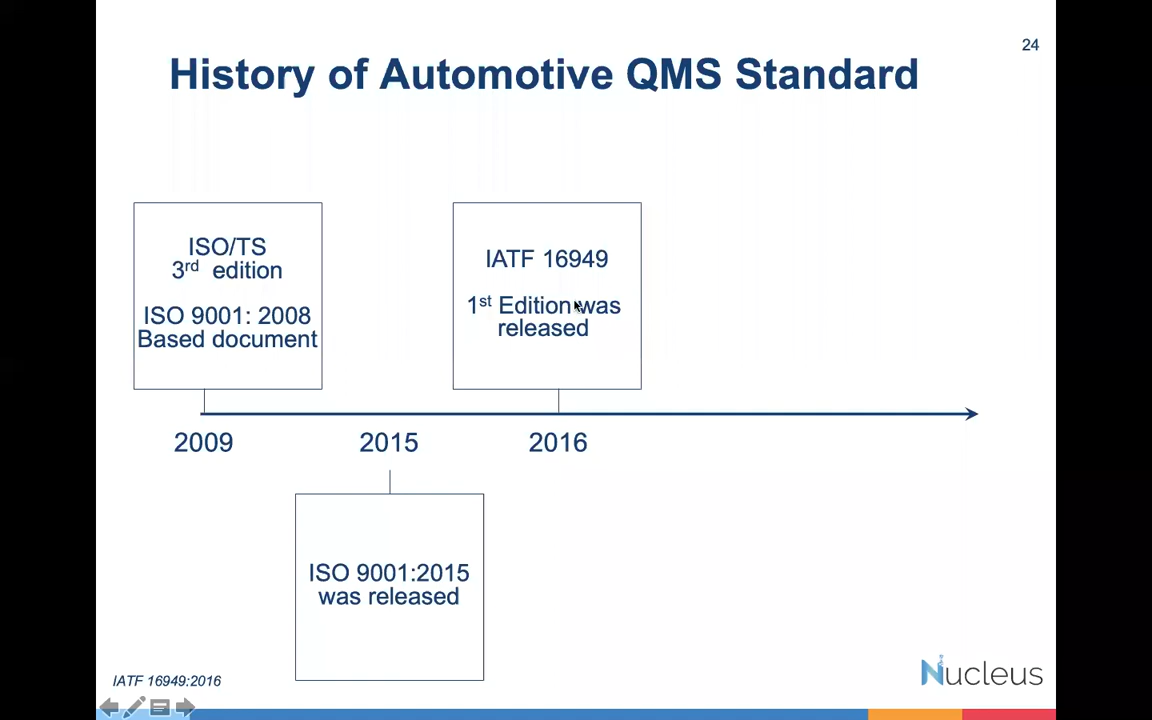 24
History of Automotive QMS Standard
ISO/TS
3rd edition
ISO 9001: 2008
Based document
IATF 16949
1st Edition was
released
2009
2015
2016
ISO 9001:2015
was released
IATF 16949:2016
Nucleus